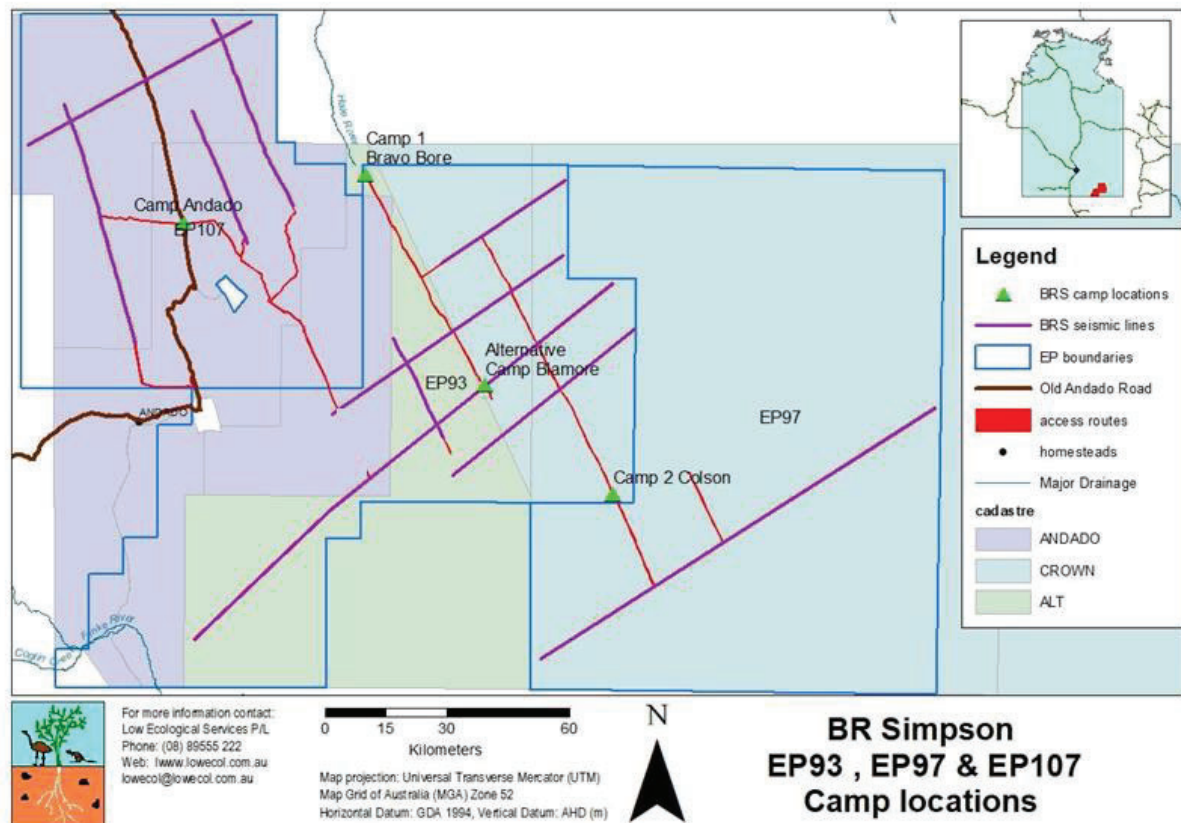 Hale River
Camp 1
Bravo Bore
Camp Andado
EP107
Alternative
Camp Blamore
EP93
ANDADO
EP97
Camp 2 Colson
Finke River
Legend
BRS camp locations
BRS seismic lines
EP boundaries
Old Andado Road
access routes
homesteads
Major Drainage
cadastre
ANDADO
CROWN
ALT
For more information contact:
Low Ecological Services P/L
Phone: (08) 89555 222
Web: lwww.lowecol.com.au
lowecol@lowecol.com.au
0 15 30 60
Kilometers
Map projection: Universal Transverse Mercator (UTM)
Map Grid of Australia (MGA) Zone 52
Horizontal Datum: GDA 1994, Vertical Datum: AHD (m)
N
BR Simpson
EP93 , EP97 & EP107
Camp locations